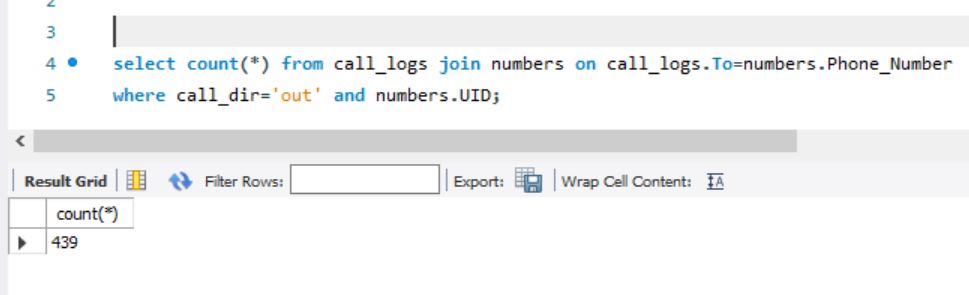 2
3
4 select count(*) from call_logs join numbers on call_logs.To=numbers.Phone_Number
5 where call_dir='out' and numbers.UID;
Result Grid Filter Rows: Export: Wrap Cell Content: IA
count(*)
439